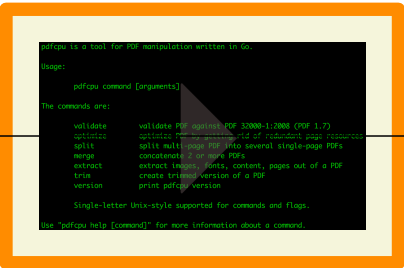 pdfcpu is a tool for PDF manipulation written in Go.
Usage:
pdfcpu command [arguments]
The commands are:
validate validate PDF against PDF 32000-1:2008 (PDF 1.7)
optimize optimize PDF by getting rid of redundant page resources
split split multi-page PDF into several single-page PDFs
merge concatenate 2 or more PDFs
extract extract images, fonts, content, pages out of a PDF
trim create trimmed version of a PDF
version print pdfcpu version
Single-letter Unix-style supported for commands and flags.
Use "pdfcpu help [command]" for more information about a command.